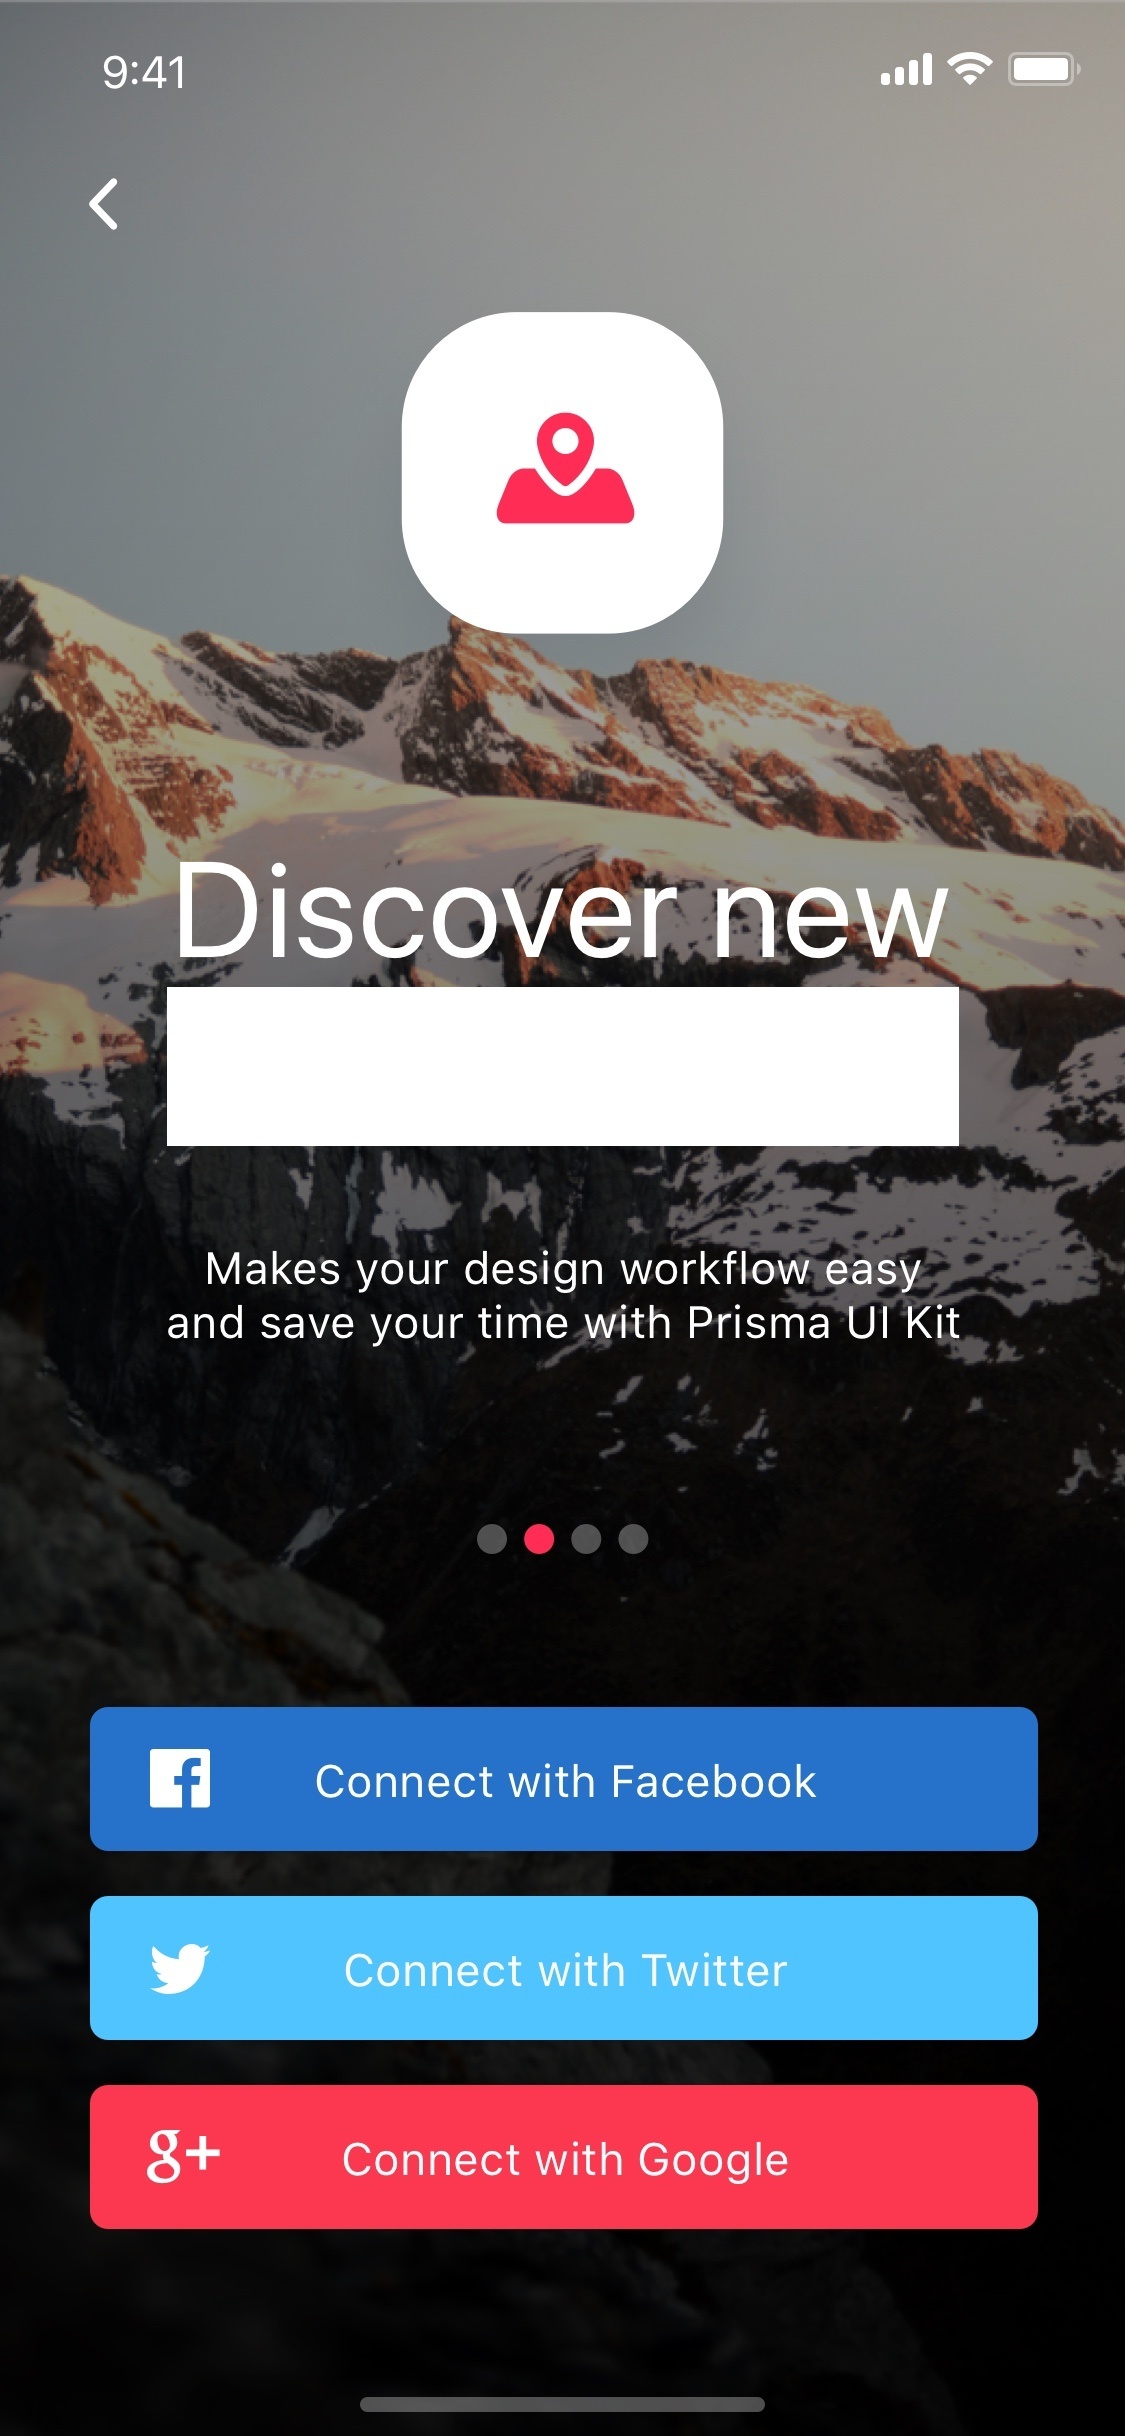 9:41
Discover new
Makes your design workflow easy
and save your time with Prisma UI Kit
Connect with Facebook
Connect with Twitter
g+ Connect with Google